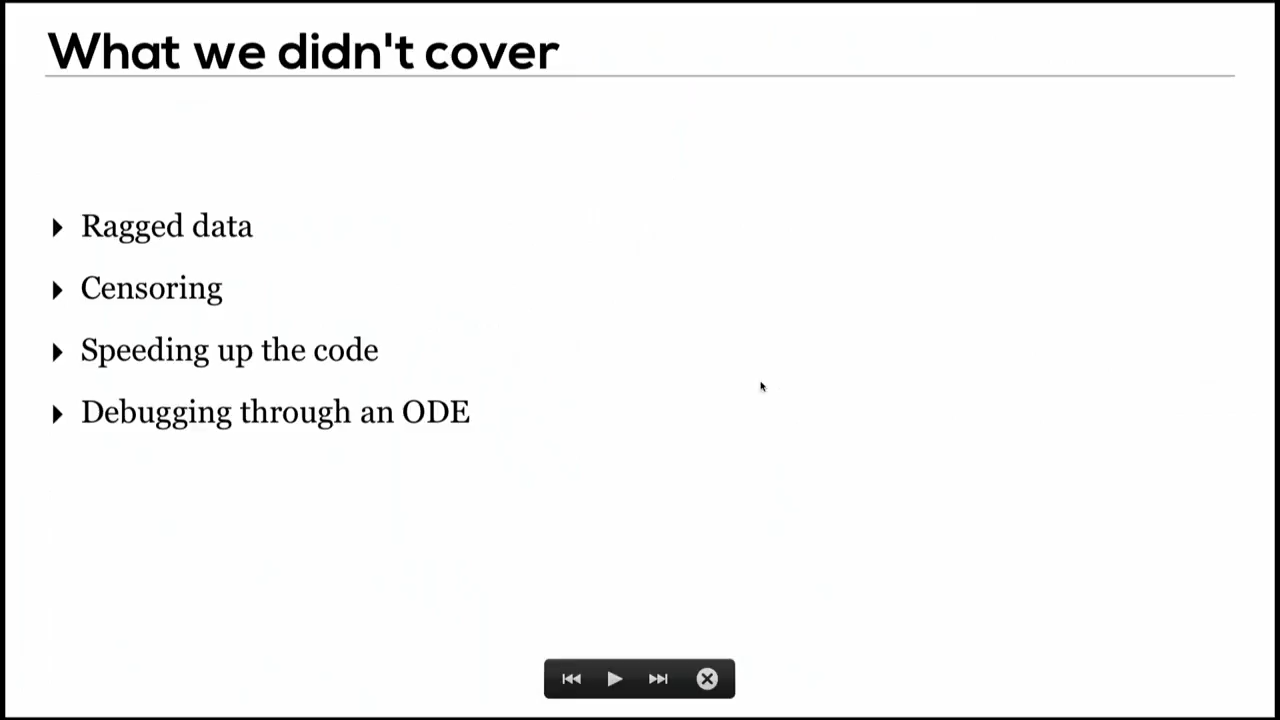 What we didn't cover
Ragged data
Censoring
Speeding up the code
Debugging through an ODE